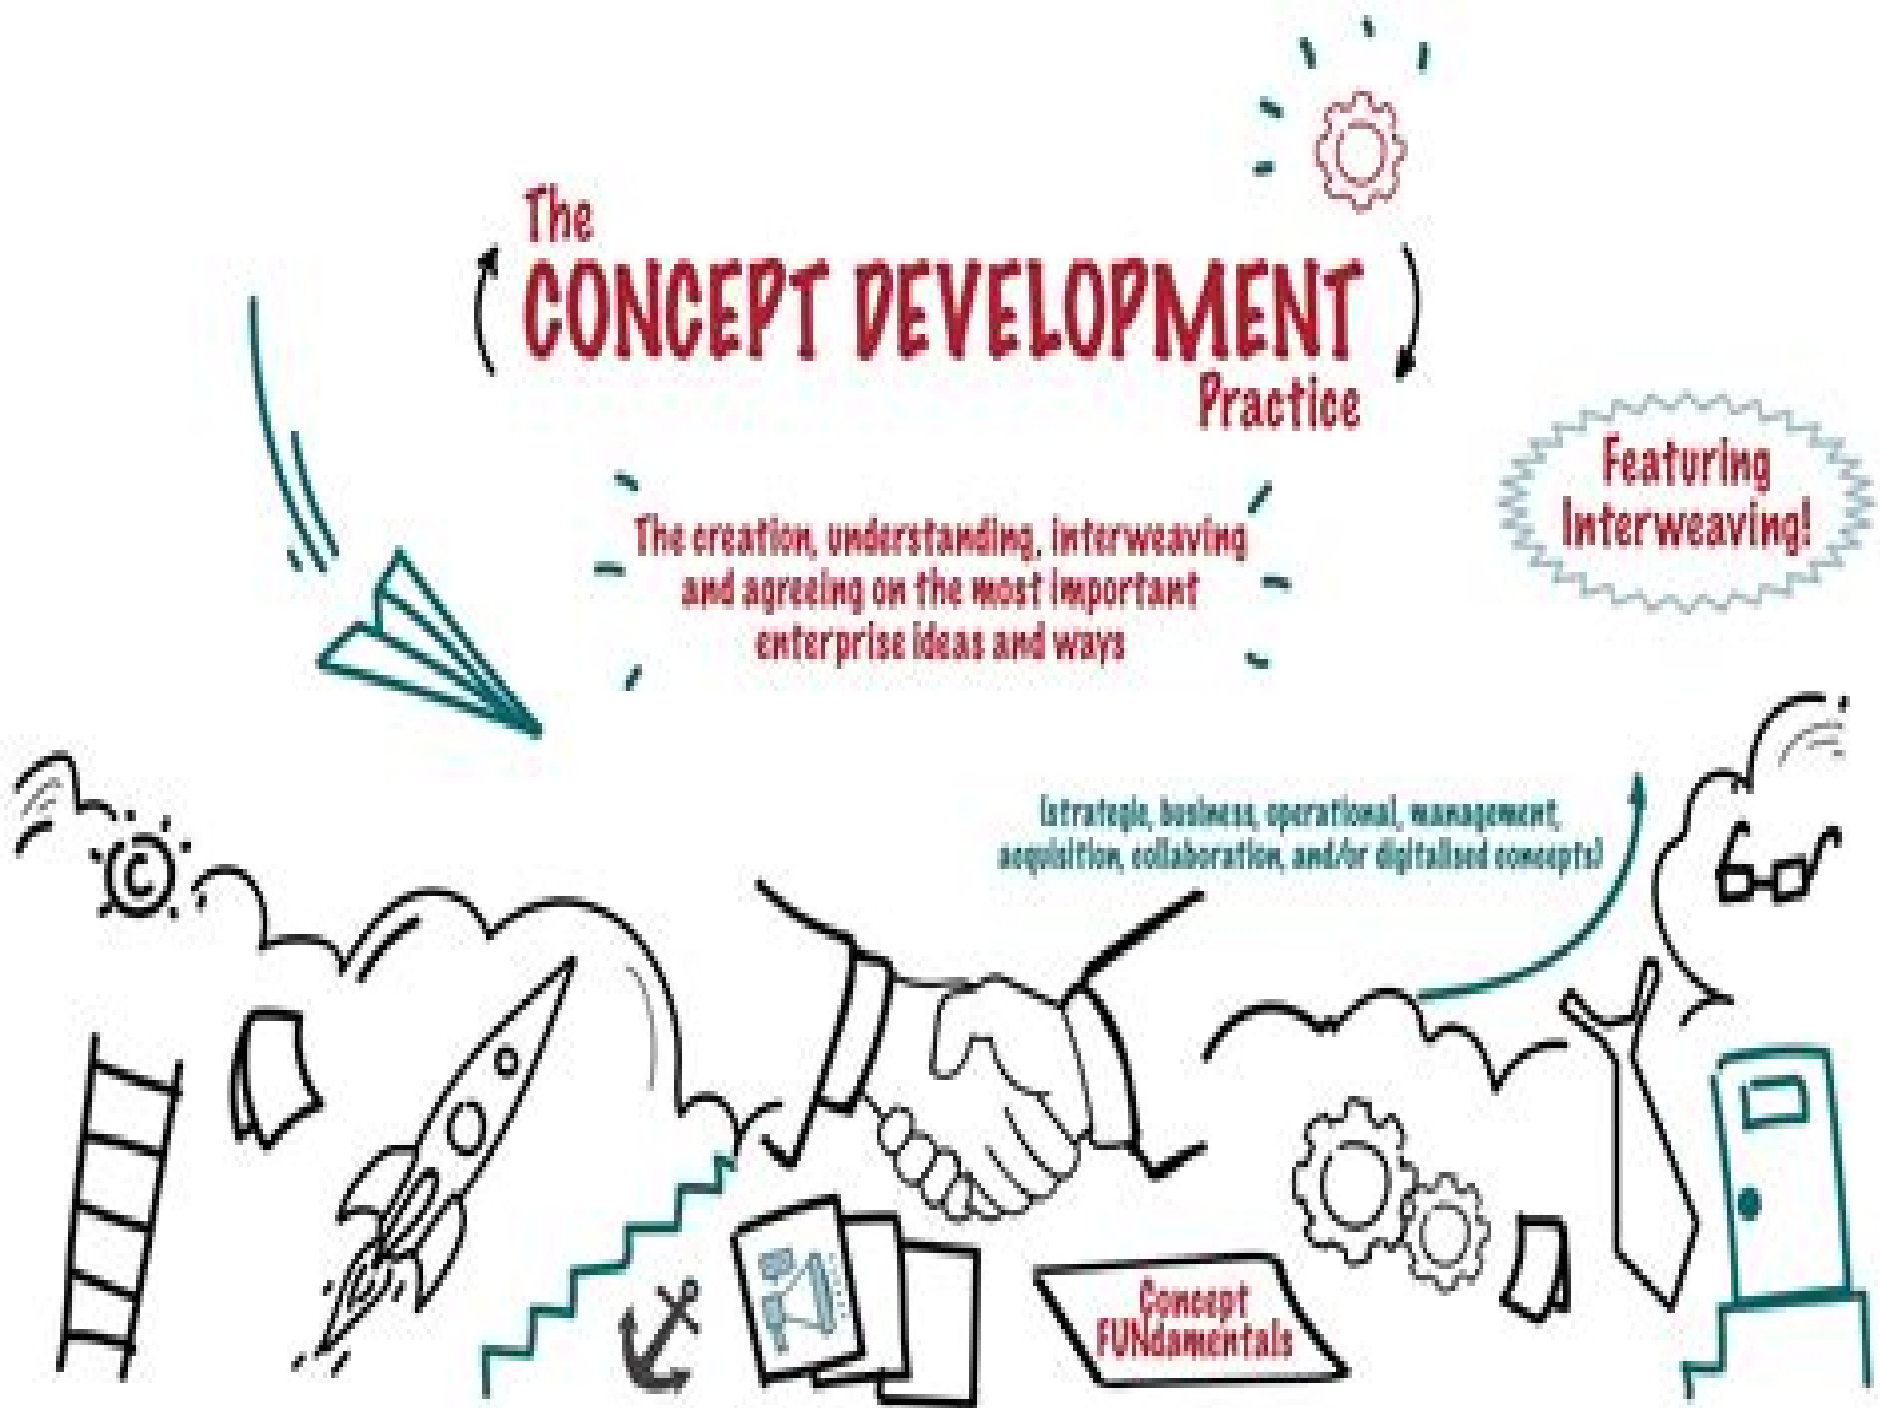 The
CONCEPT DEVELOPMENT
Practice
Featuring
Interweaving!
The creation, understanding, interweaving
and agreeing on the most important
enterprise ideas and ways
(strategic, business, operational, management,
acquisition, collaboration, and/or digitalised concepts)
C
Concept
FUNdamentals